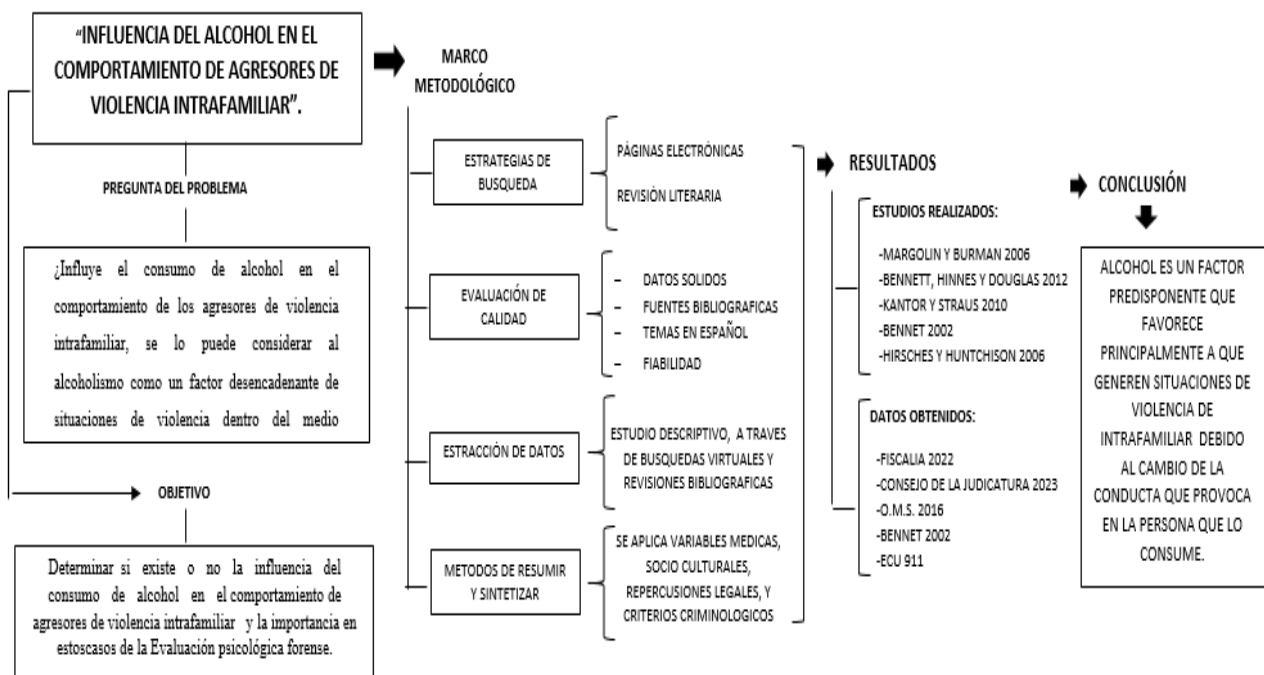 “INFLUENCIA DEL ALCOHOL EN EL
COMPORTAMIENTO DE AGRESORES DE
VIOLENCIA INTRAFAMILIAR”.
PREGUNTA DEL PROBLEMA
¿Influye el consumo de alcohol en el
comportamiento de los agresores de violencia
intrafamiliar, se lo puede considerar al
alcoholismo como un factor desencadenante de
situaciones de violencia dentro del medio
OBJETIVO
Determinar si existe o no la influencia del
consumo de alcohol en el comportamiento de
agresores de violencia intrafamiliar y la importancia en
estoscasos de la Evaluación psicológica forense.
MARCO
METODOLÓGICO
ESTRATEGIAS DE
BUSQUEDA
PÁGINAS ELECTRÓNICAS
REVISIÓN LITERARIA
EVALUACIÓN DE
CALIDAD
– DATOS SOLIDOS
– FUENTES BIBLIOGRAFICAS
– TEMAS EN ESPAÑOL
– FIABILIDAD
ESTRACCIÓN DE DATOS
ESTUDIO DESCRIPTIVO, A TRAVES
DE BUSQUEDAS VIRTUALES Y
REVISIONES BIBLIOGRAFICAS
METODOS DE RESUMIR
Y SINTETIZAR
SE APLICA VARIABLES MEDICAS,
SOCIO CULTURALES,
REPERCUSIONES LEGALES, Y
CRITERIOS CRIMINOLOGICOS
RESULTADOS
ESTUDIOS REALIZADOS:
-MARGOLIN Y BURMAN 2006
-BENNETT, HINNES Y DOUGLAS 2012
-KANTOR Y STRAUS 2010
-BENNET 2002
-HIRSCHES Y HUNTCHISON 2006
DATOS OBTENIDOS:
-FISCALIA 2022
-CONSEJO DE LA JUDICATURA 2023
-O.M.S. 2016
-BENNET 2002
-ECU 911
CONCLUSIÓN
ALCOHOL ES UN FACTOR
PREDISPONENTE QUE
FAVORECE
PRINCIPALMENTE A QUE
GENEREN SITUACIONES DE
VIOLENCIA DE
INTRAFAMILIAR DEBIDO
AL CAMBIO DE LA
CONDUCTA QUE PROVOCA
EN LA PERSONA QUE LO
CONSUME.